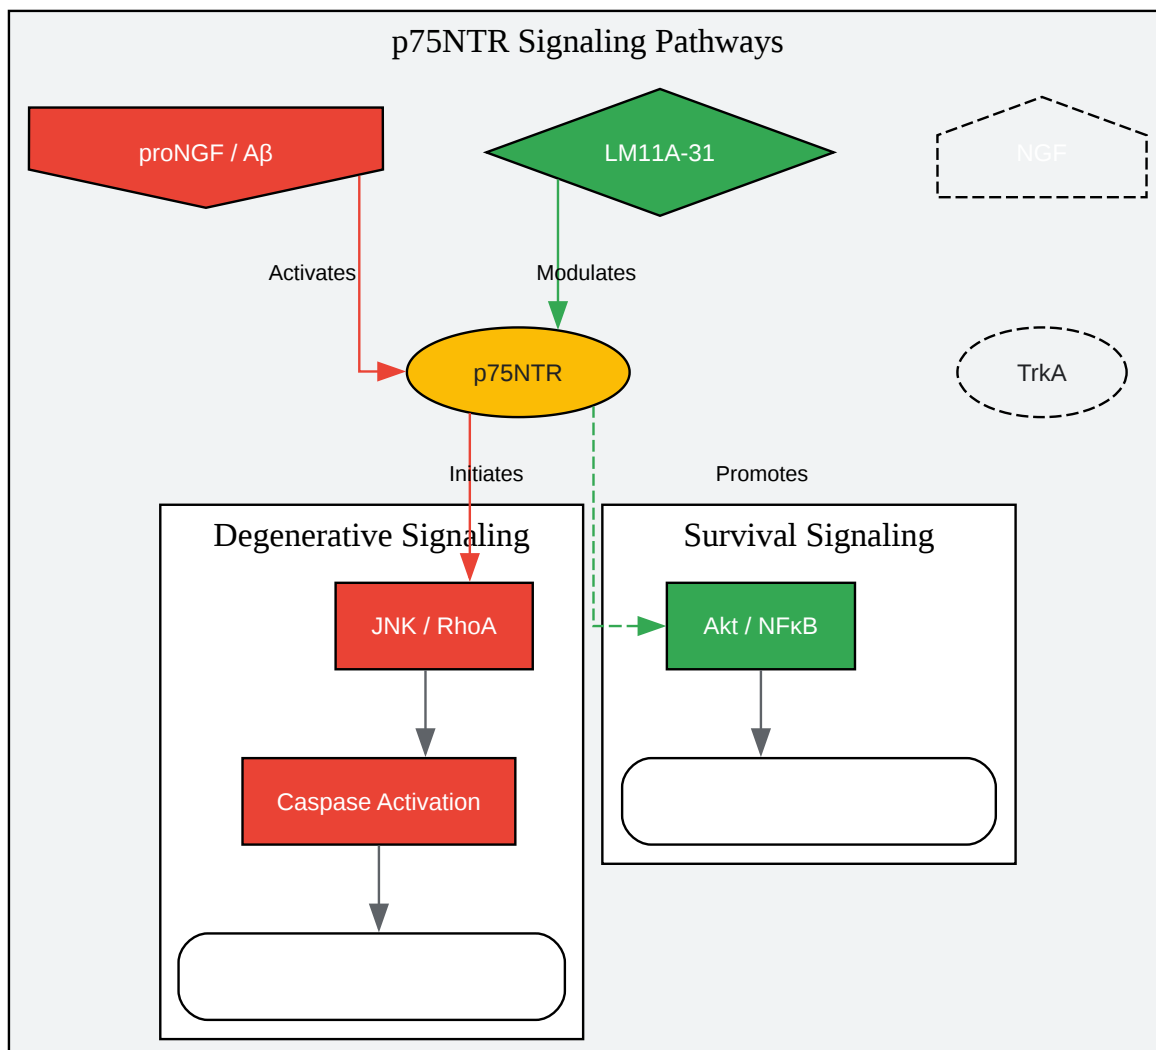 p75NTR Signaling Pathways
proNGF / Aβ
LM11A-31
NGF
Activates
Modulates
p75NTR
TrkA
Initiates
Promotes
Degenerative Signaling
Survival Signaling
JNK / RhoA
Akt / NFκB
Caspase Activation